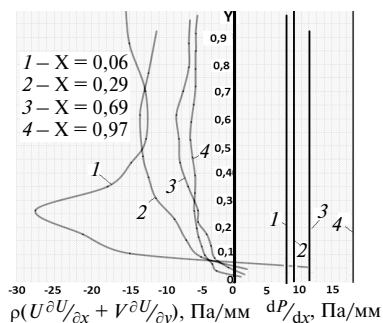 Y
0,9
0,8
0,7
0,6
0,5
0,4
0,3
0,2
0,1
1 – X = 0,06
2 – X = 0,29
3 – X = 0,69
4 – X = 0,97
1
2
3
4
1
2
3
4
-30 -25 -20 -15 -10 -5 0 5 10 15
ρ(U∂U/∂x + V∂U/∂y), Па/мм dP/dx, Па/мм